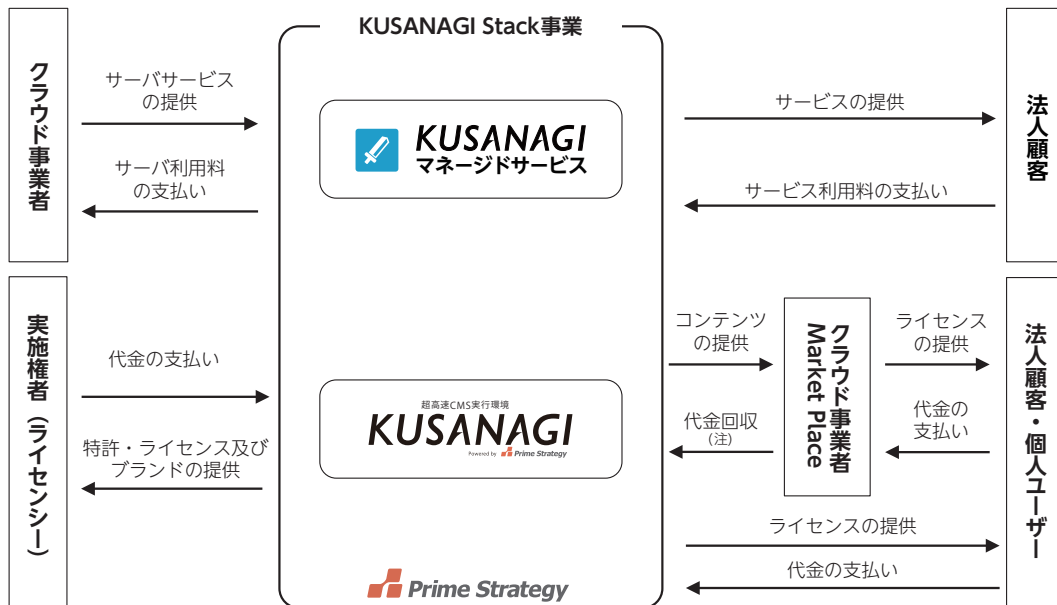 KUSANAGI Stack事業
クラウド事業者
サーバサービス
の提供
サーバ利用料
の支払い
KUSANAGI
マネージドサービス
サービスの提供
サービス利用料の支払い
法人顧客
実施権者（ライセンシー）
代金の支払い
特許・ライセンス及び
ブランドの提供
超高速CMS実行環境
KUSANAGI
Powered by Prime Strategy
コンテンツ
の提供
代金回収
(注)
クラウド事業者
Market Place
ライセンス
の提供
代金の
支払い
ライセンスの提供
代金の支払い
法人顧客・個人ユーザー
Prime Strategy